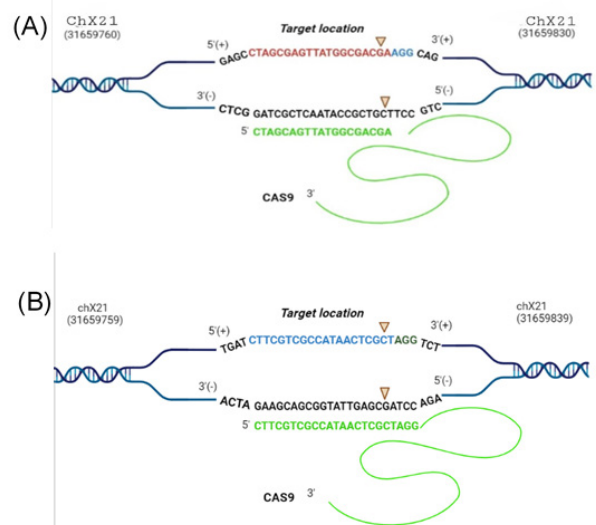 (A)
ChX21
(31659760)
Target location
ChX21
(31659830)
5'(+)
3'(+)
GAGC CTAGCGAGTTATGGCGACGAAGG CAG
3'(-)
5'(-)
CTCG GATCGCTCAATACCGCTGCTTCC GTC
5' CTAGCAGTTATGGCGACGA
CAS9 3'
(B)
chX21
(31659759)
Target location
chX21
(31659839)
5'(+)
3'(+)
TGAT CTTCGTCGCCATAACTCGCTAGG TCT
3'(-)
5'(-)
ACTA GAAGCAGCGGTATTGAGCGATCC AGA
5' CTTCGTCGCCATAACTCGCTAGG
CAS9 3'